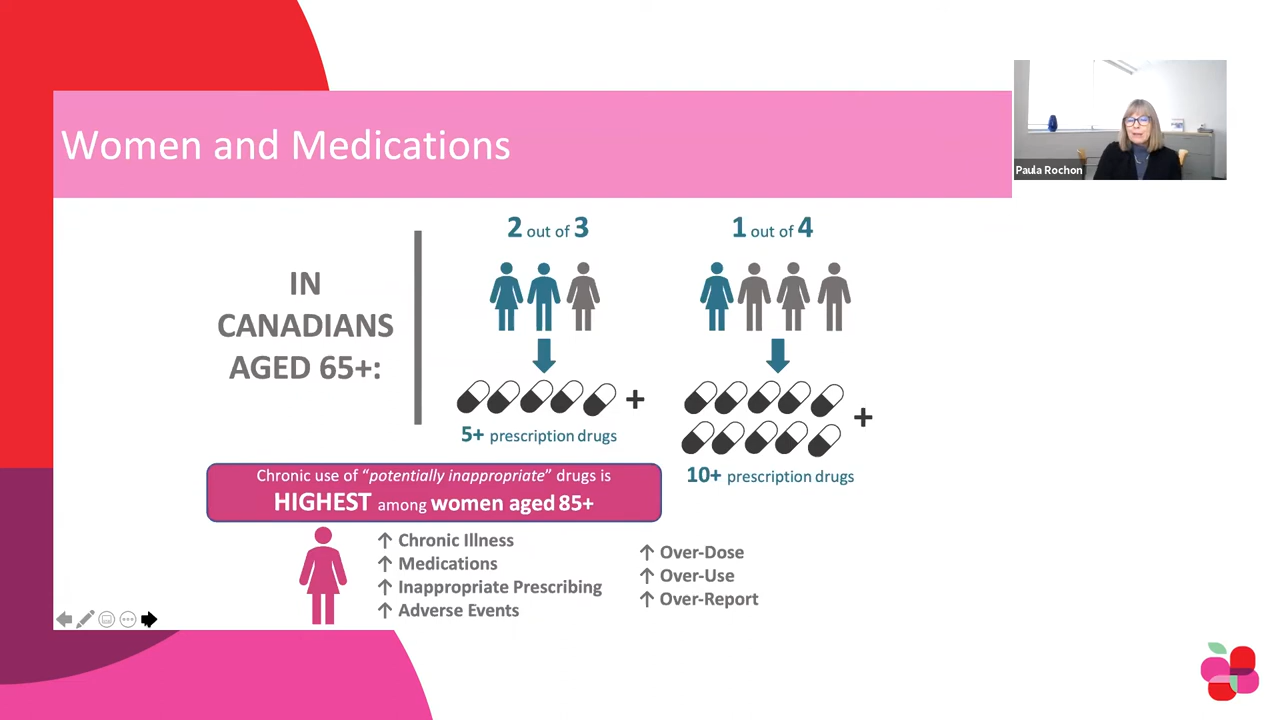 Women and Medications
Paula Rochon
IN
CANADIANS
AGED 65+:
2 out of 3
+
5+ prescription drugs
1 out of 4
+
10+ prescription drugs
Chronic use of “potentially inappropriate” drugs is
HIGHEST among women aged 85+
↑ Chronic Illness
↑ Medications
↑ Inappropriate Prescribing
↑ Adverse Events
↑ Over-Dose
↑ Over-Use
↑ Over-Report